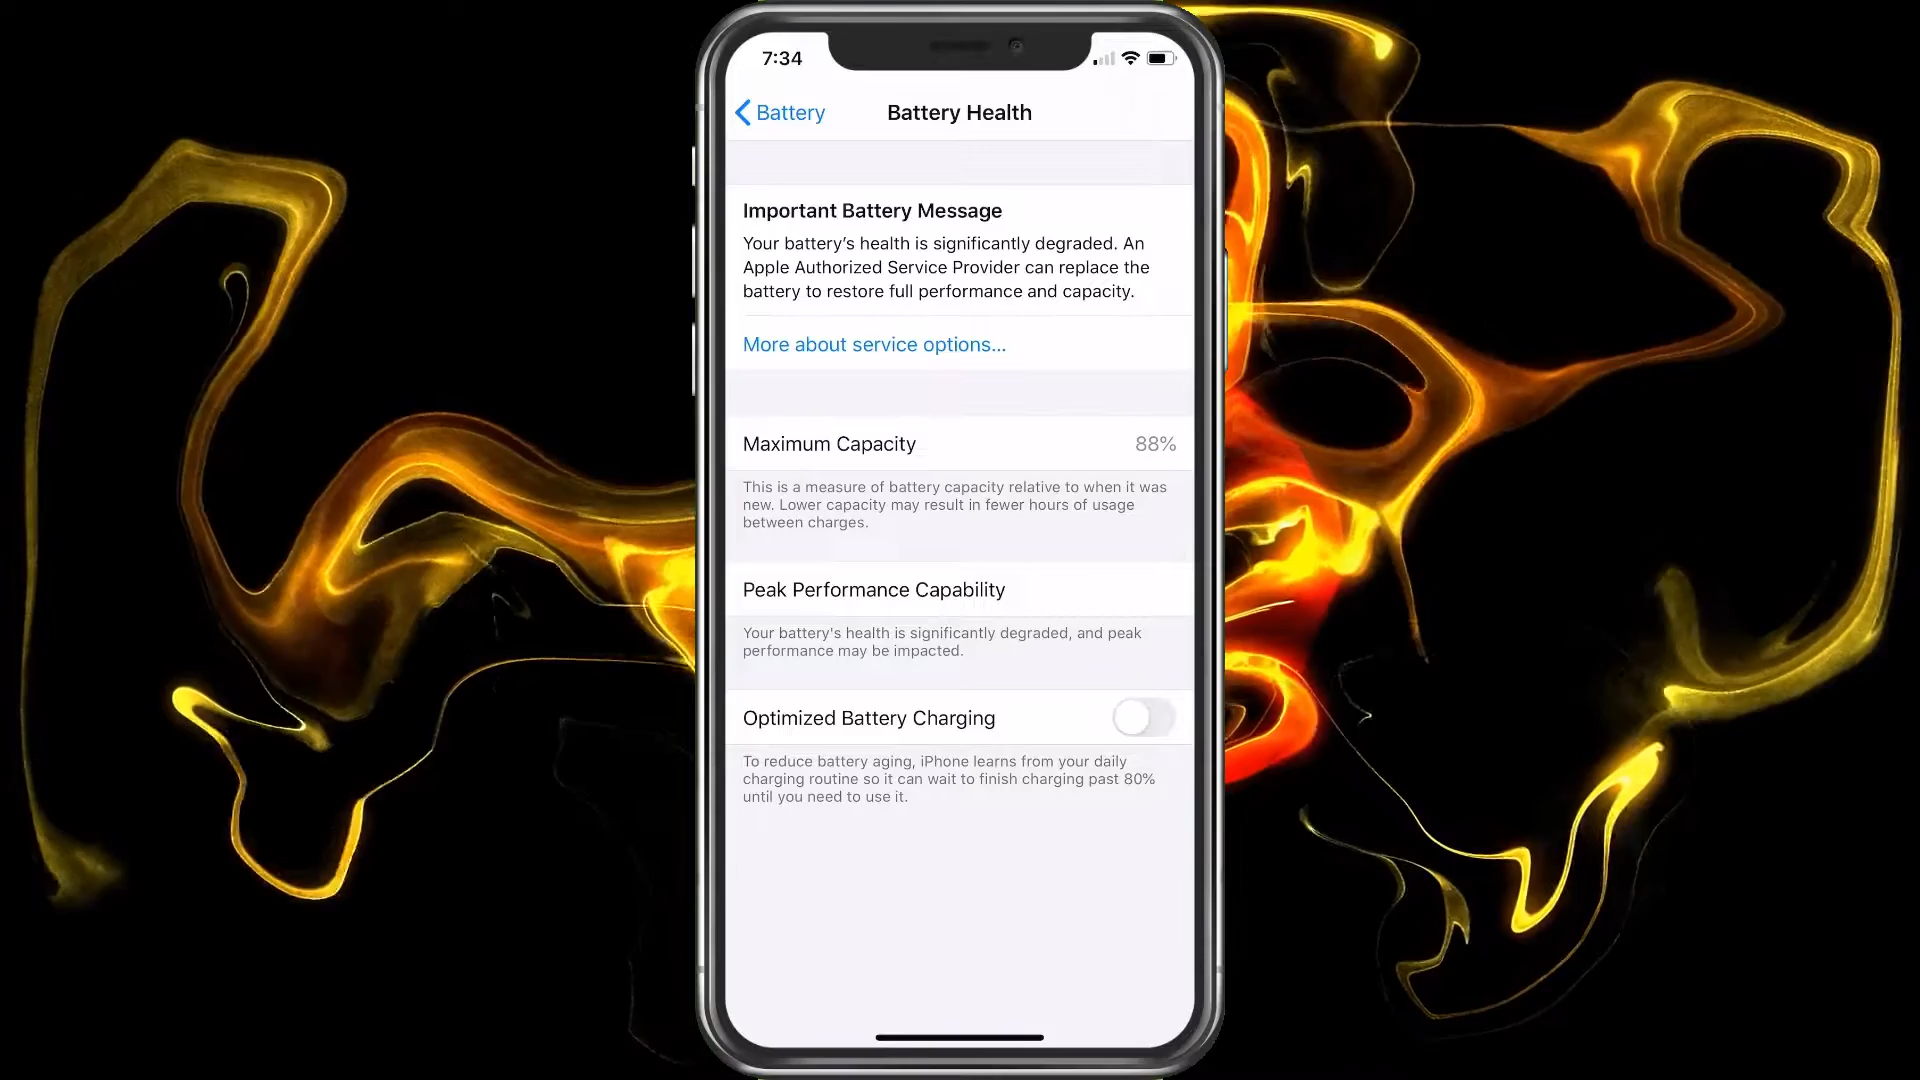 7:34
Battery
Battery Health
Important Battery Message
Your battery’s health is significantly degraded. An
Apple Authorized Service Provider can replace the
battery to restore full performance and capacity.
More about service options...
Maximum Capacity 88%
This is a measure of battery capacity relative to when it was
new. Lower capacity may result in fewer hours of usage
between charges.
Peak Performance Capability
Your battery's health is significantly degraded, and peak
performance may be impacted.
Optimized Battery Charging
To reduce battery aging, iPhone learns from your daily
charging routine so it can wait to finish charging past 80%
until you need to use it.